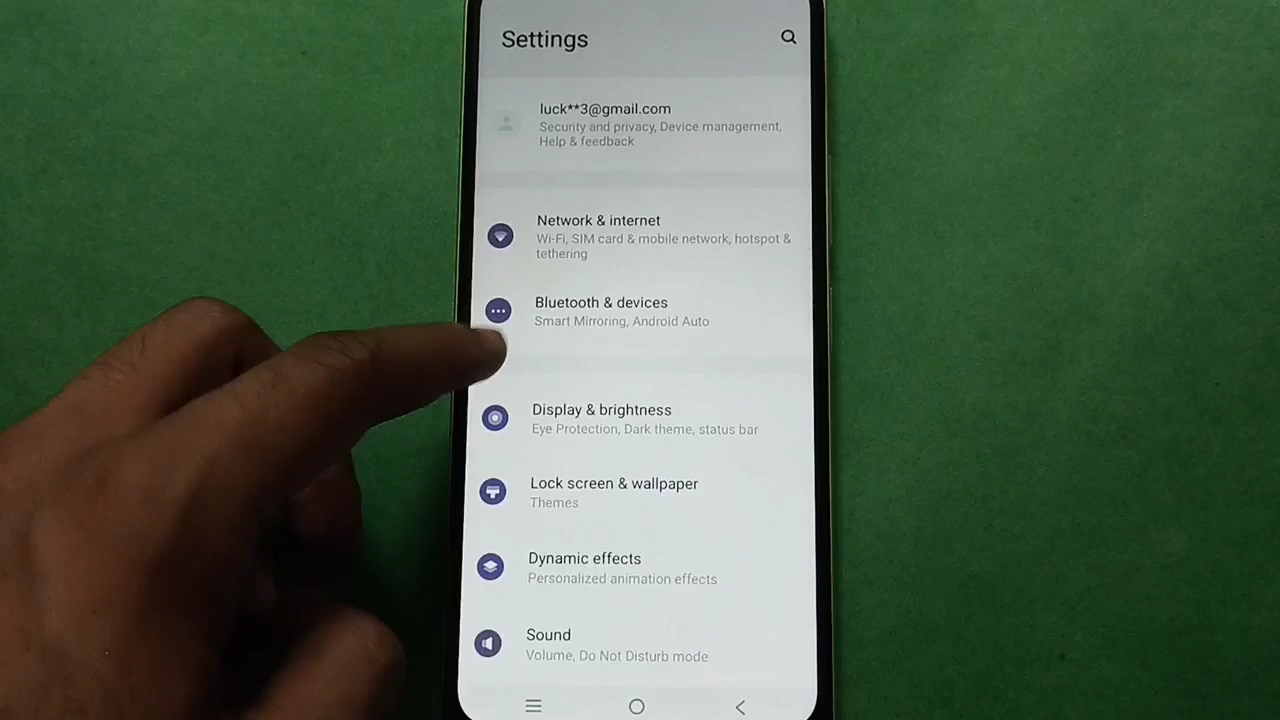 Settings
luck**3@gmail.com
Security and privacy, Device management,
Help & feedback
Network & internet
Wi-Fi, SIM card & mobile network, hotspot &
tethering
Bluetooth & devices
Smart Mirroring, Android Auto
Display & brightness
Eye Protection, Dark theme, status bar
Lock screen & wallpaper
Themes
Dynamic effects
Personalized animation effects
Sound
Volume, Do Not Disturb mode